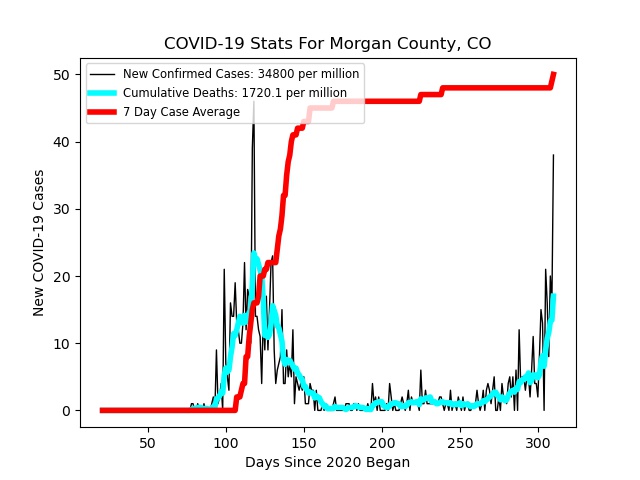 COVID-19 Stats For Morgan County, CO
New Confirmed Cases: 34800 per million
Cumulative Deaths: 1720.1 per million
7 Day Case Average
New COVID-19 Cases
50
40
30
20
10
0
50 100 150 200 250 300
Days Since 2020 Began